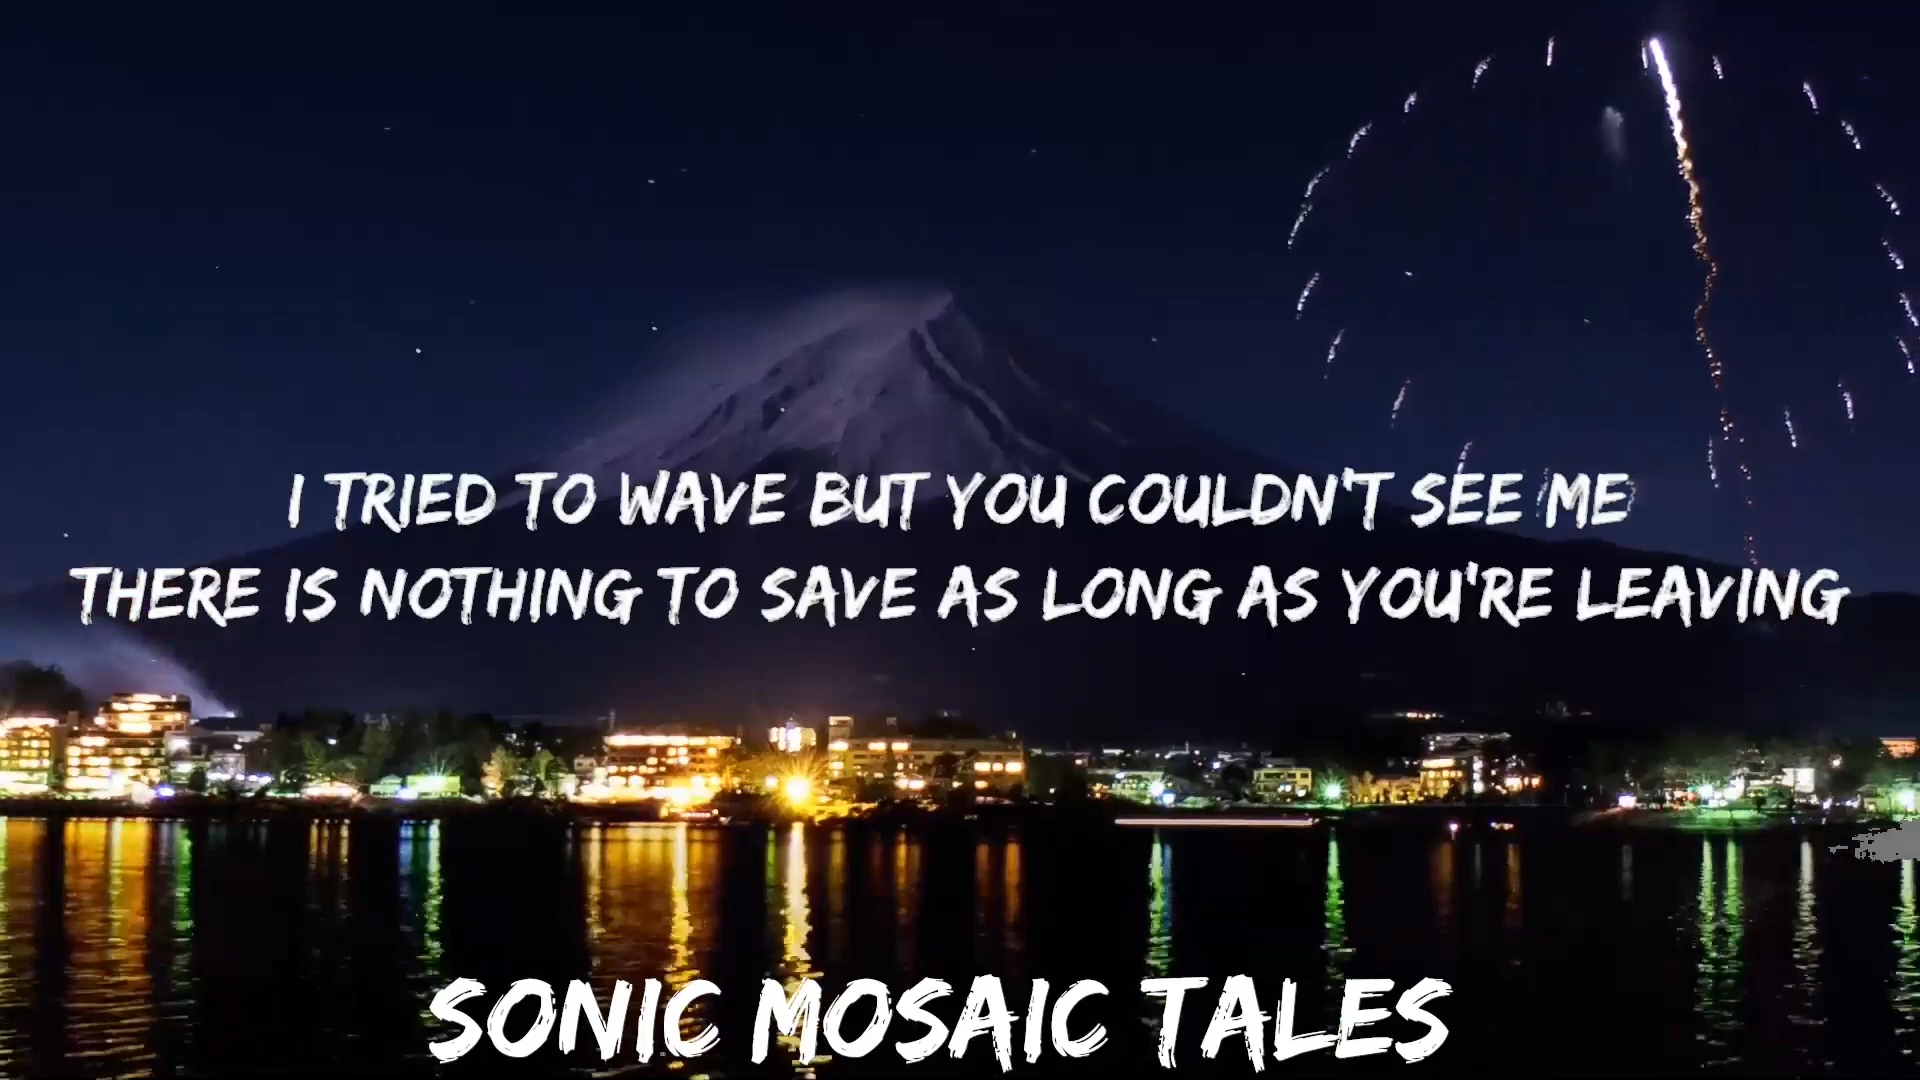 I TRIED TO WAVE BUT YOU COULDN'T SEE ME
THERE IS NOTHING TO SAVE AS LONG AS YOU'RE LEAVING
SONIC MOSAIC TALES